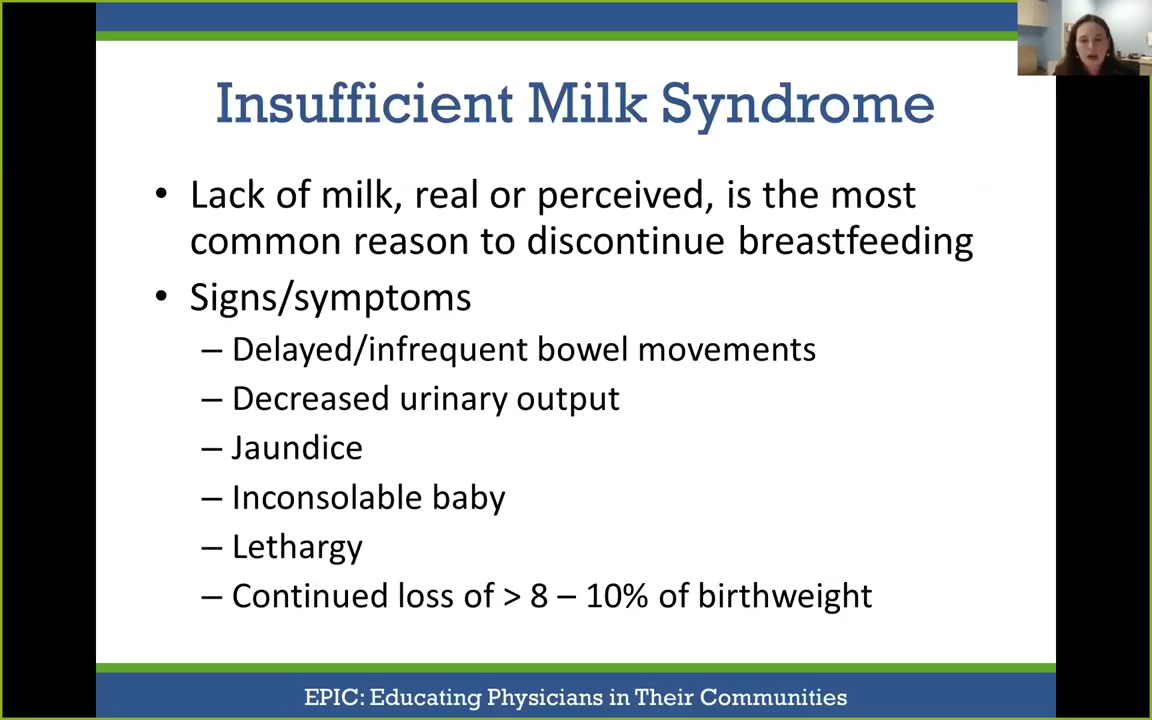 Insufficient Milk Syndrome
• Lack of milk, real or perceived, is the most
common reason to discontinue breastfeeding
• Signs/symptoms
– Delayed/infrequent bowel movements
– Decreased urinary output
– Jaundice
– Inconsolable baby
– Lethargy
– Continued loss of > 8 – 10% of birthweight
EPIC: Educating Physicians in Their Communities